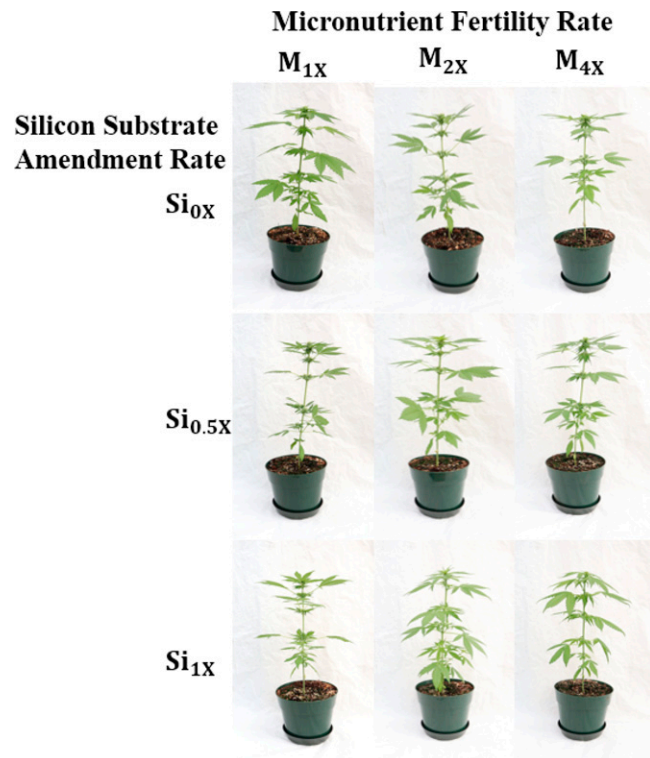 Micronutrient Fertility Rate
M1X M2X M4X
Silicon Substrate
Amendment Rate
Si0X
Si0.5X
Si1X